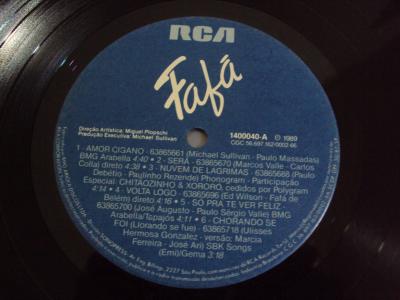 RCA
Fafá
Direção Artística: Miguel Plopschi
Produção Executiva: Michael Sullivan
1400040-A ℗ 1989
CGC 56.697.162/0002-66
1 - AMOR CIGANO - 63865661 (Michael Sullivan - Paulo Massadas)
BMG Arabella 4:40 • 2 - SERÁ - 63865670 (Marcos Valle - Carlos
Colla) direto 4:38 • 3 - NUVEM DE LÁGRIMAS - 63865688 (Paulo
Debétio - Paulinho Rezende) Phonogram - Participação
Especial: CHITÃOZINHO & XORORÓ, cedidos por Polygram
4:14 • 4 - VOLTA LOGO - 63865696 (Ed Wilson - Fafá de
Belém) direto 4:16 • 5 - SÓ PRA TE VER FELIZ -
63865700 (José Augusto - Paulo Sérgio Valle) BMG
Arabella/Tapajós 4:11 • 6 - CHORANDO SE
FOI (Llorando se fue) - 63865718 (Ulisses
Hermosa Gonzalez - versão: Marcia
Ferreira - José Ari) SBK Songs
(Emi)/Gema 3:18